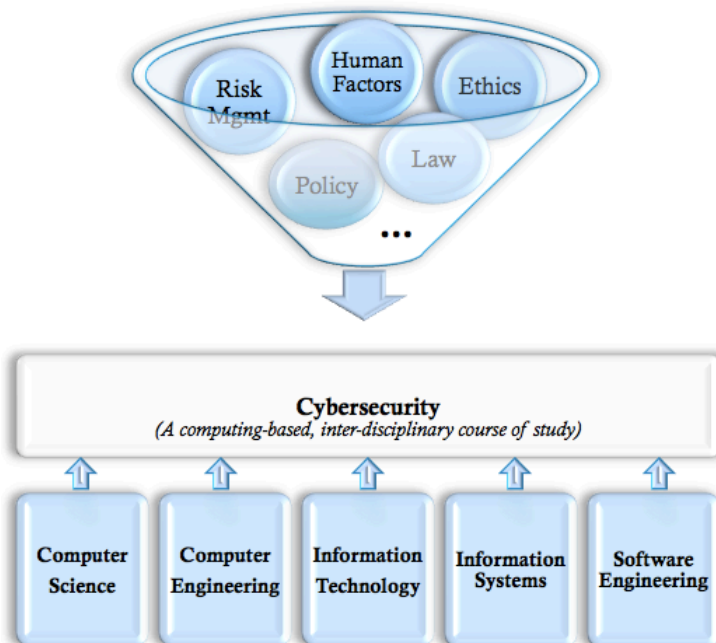 Human
Factors
Risk
Mgmt
Ethics
Law
Policy
...
Cybersecurity
(A computing-based, inter-disciplinary course of study)
Computer
Science
Computer
Engineering
Information
Technology
Information
Systems
Software
Engineering